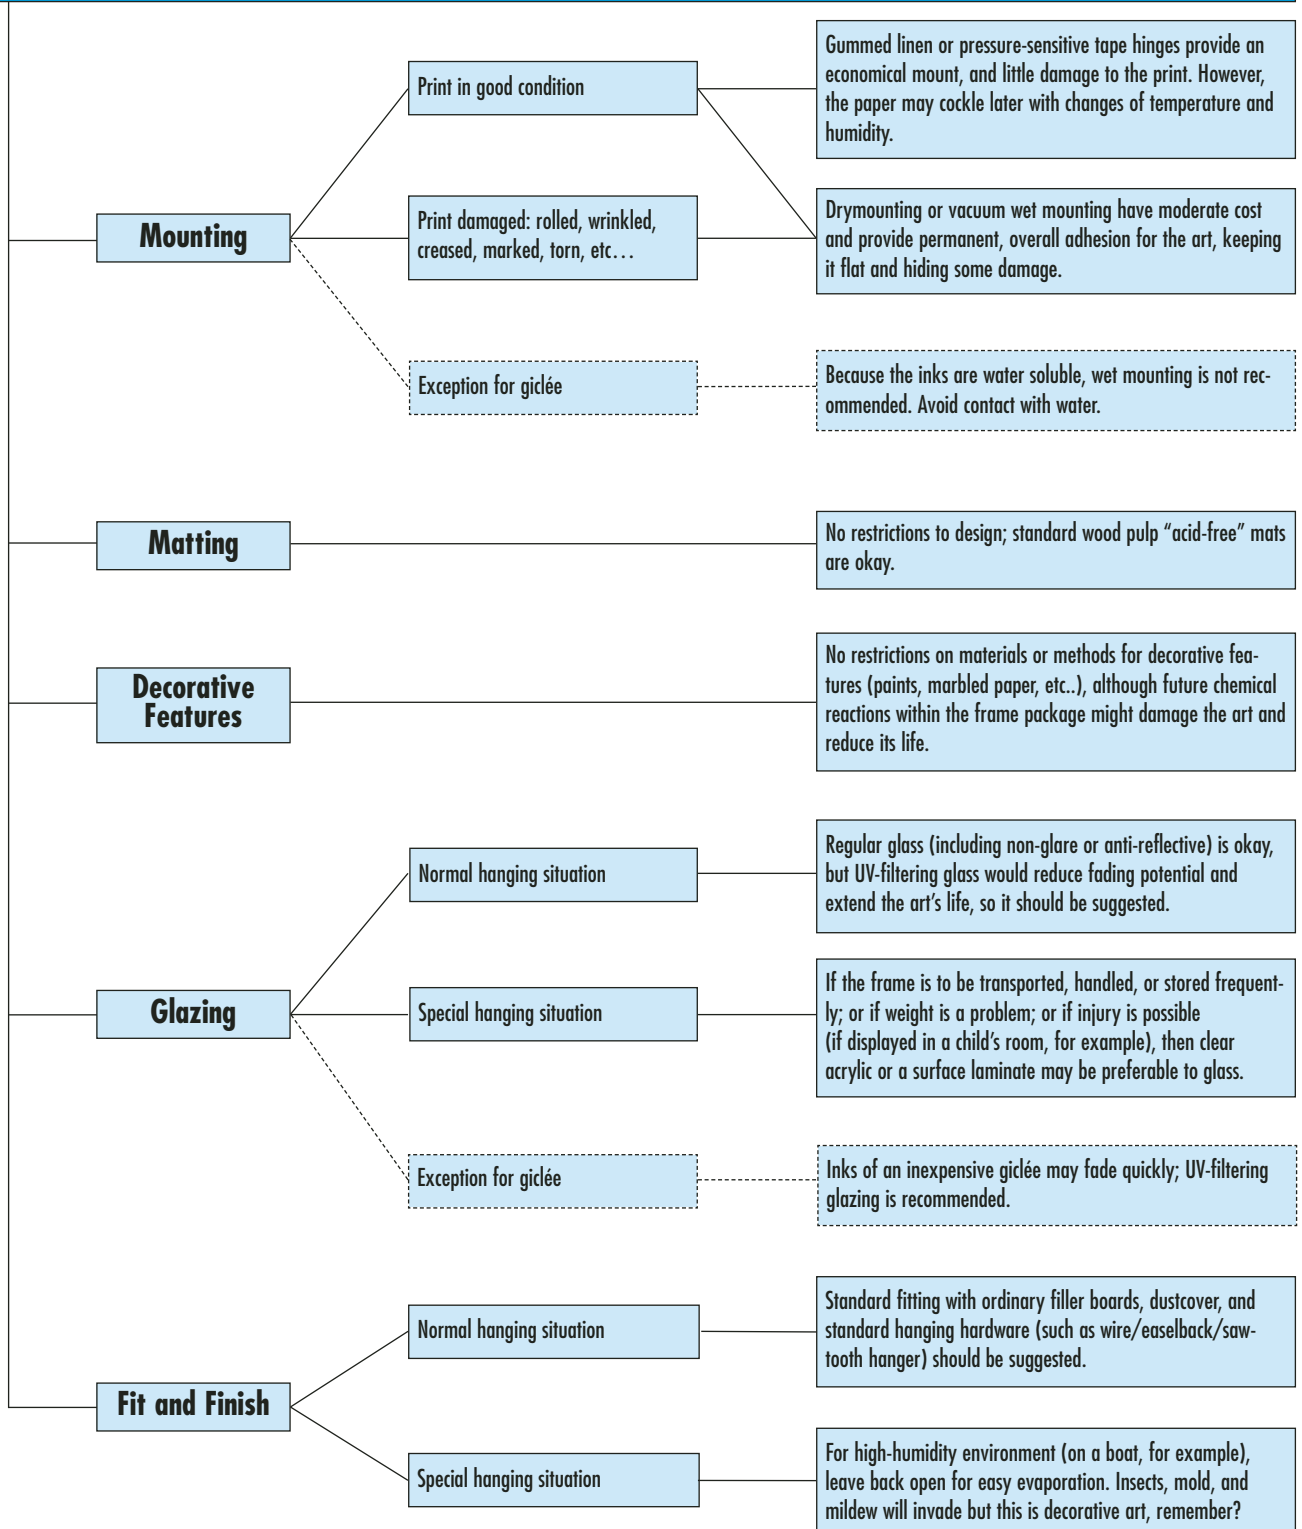 Mounting
Print in good condition
Gummed linen or pressure-sensitive tape hinges provide an
economical mount, and little damage to the print. However,
the paper may cockle later with changes of temperature and
humidity.
Print damaged: rolled, wrinkled,
creased, marked, torn, etc…
Drymounting or vacuum wet mounting have moderate cost
and provide permanent, overall adhesion for the art, keeping
it flat and hiding some damage.
Exception for giclée
Because the inks are water soluble, wet mounting is not rec-
ommended. Avoid contact with water.
Matting
No restrictions to design; standard wood pulp “acid-free” mats
are okay.
Decorative
Features
No restrictions on materials or methods for decorative fea-
tures (paints, marbled paper, etc..), although future chemical
reactions within the frame package might damage the art and
reduce its life.
Glazing
Normal hanging situation
Regular glass (including non-glare or anti-reflective) is okay,
but UV-filtering glass would reduce fading potential and
extend the art’s life, so it should be suggested.
Special hanging situation
If the frame is to be transported, handled, or stored frequent-
ly; or if weight is a problem; or if injury is possible
(if displayed in a child’s room, for example), then clear
acrylic or a surface laminate may be preferable to glass.
Exception for giclée
Inks of an inexpensive giclée may fade quickly; UV-filtering
glazing is recommended.
Fit and Finish
Normal hanging situation
Standard fitting with ordinary filler boards, dustcover, and
standard hanging hardware (such as wire/easelback/saw-
tooth hanger) should be suggested.
Special hanging situation
For high-humidity environment (on a boat, for example),
leave back open for easy evaporation. Insects, mold, and
mildew will invade but this is decorative art, remember?